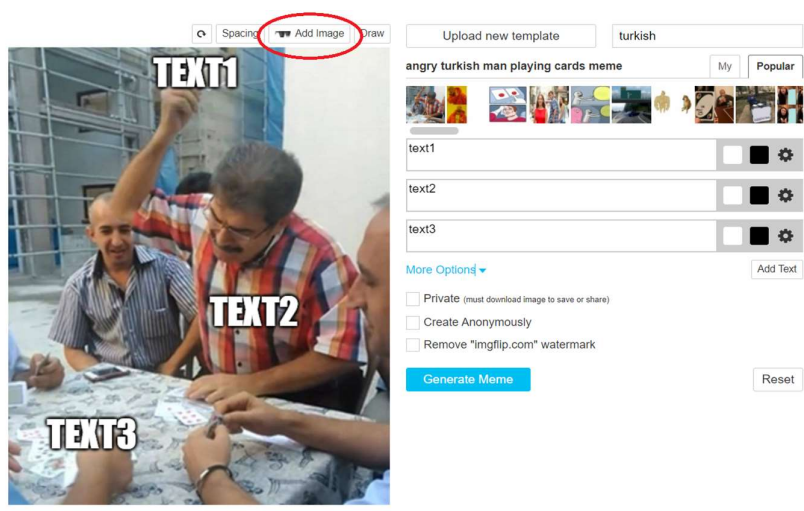 Spacing
Add Image
Draw
Upload new template
turkish
angry turkish man playing cards meme
My
Popular
TEXT1
TEXT2
TEXT3
text1
text2
text3
More Options
Add Text
Private (must download image to save or share)
Create Anonymously
Remove "imgflip.com" watermark
Generate Meme
Reset